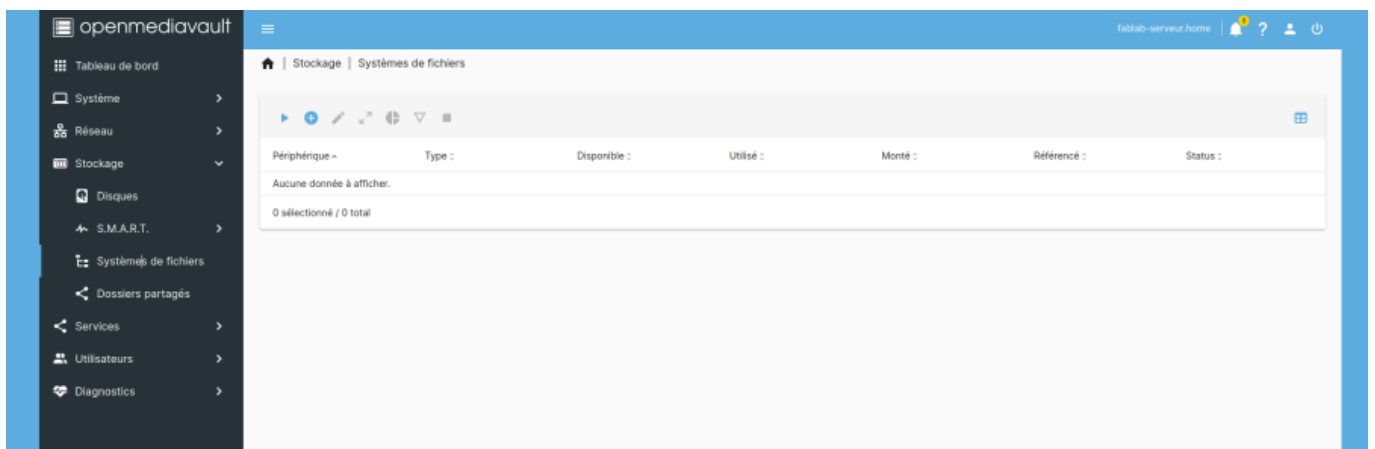 openmediavault
fablab-serveur.home
Tableau de bord
Stockage | Systèmes de fichiers
Système
Réseau
Stockage
Périphérique Type Disponible Utilisé Monté Référencé Status
Aucune donnée à afficher.
Disques
0 sélectionné / 0 total
S.M.A.R.T.
Systèmes de fichiers
Dossiers partagés
Services
Utilisateurs
Diagnostics